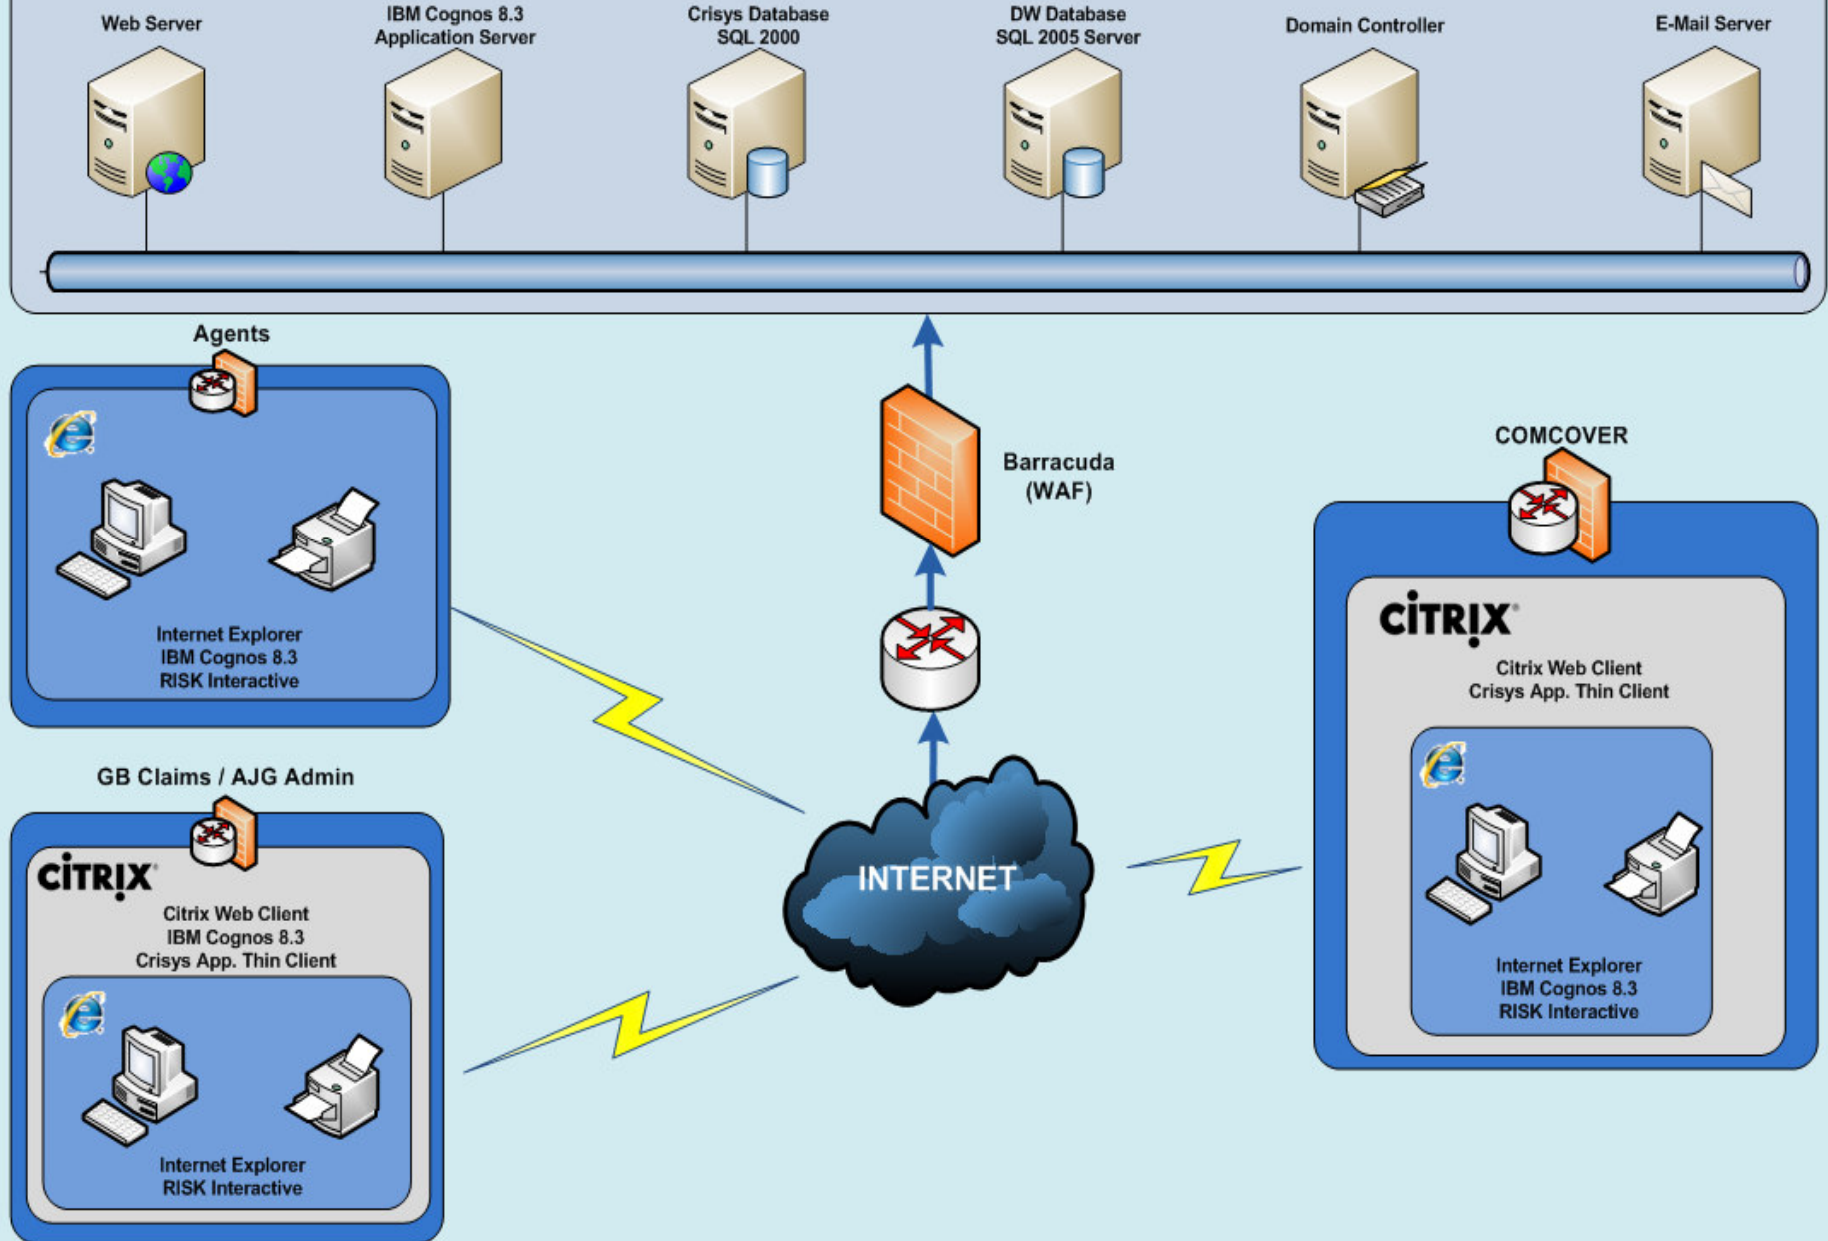 Web Server
IBM Cognos 8.3
Application Server
Crisys Database
SQL 2000
DW Database
SQL 2005 Server
Domain Controller
E-Mail Server
Agents
Internet Explorer
IBM Cognos 8.3
RISK Interactive
Barracuda
(WAF)
COMCOVER
CiTRIX
Citrix Web Client
Crisys App. Thin Client
Internet Explorer
IBM Cognos 8.3
RISK Interactive
INTERNET
GB Claims / AJG Admin
CiTRIX
Citrix Web Client
IBM Cognos 8.3
Crisys App. Thin Client
Internet Explorer
RISK Interactive